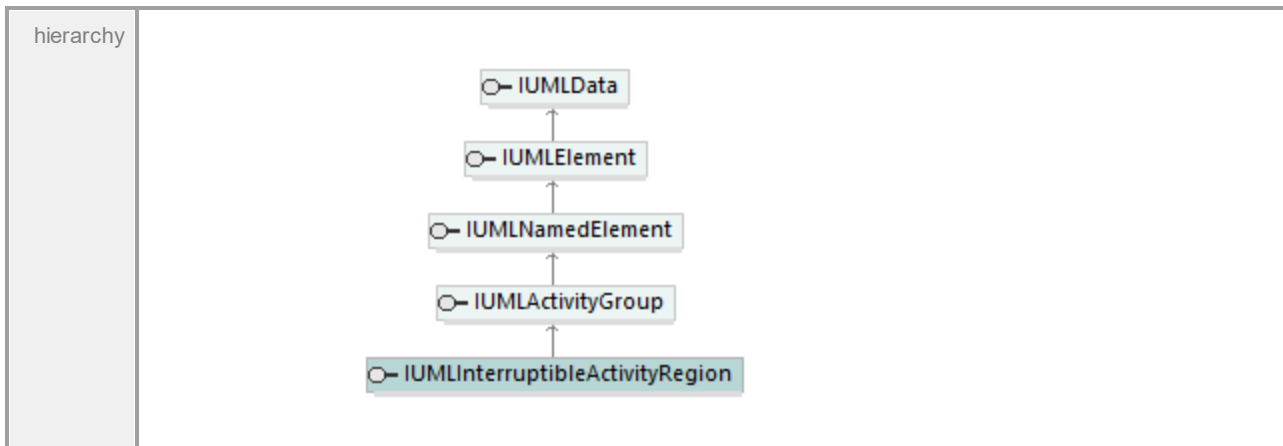 hierarchy
IUMLData
IUMLElement
IUMLNamedElement
IUMLActivityGroup
IUMLInterruptibleActivityRegion